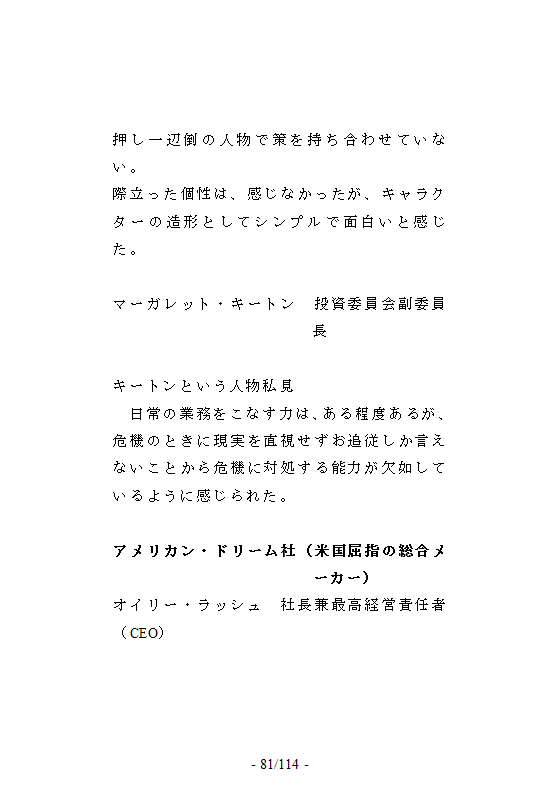 押し一辺倒の人物で策を持ち合わせていな
い。
際立った個性は、感じなかったが、キャラク
ターの造形としてシンプルで面白いと感じ
た。
マーガレット・キートン　投資委員会副委員
長
キートンという人物私見
　日常の業務をこなす力は、ある程度あるが、
危機のときに現実を直視せずお追従しか言え
ないことから危機に対処する能力が欠如して
いるように感じられた。
アメリカン・ドリーム社（米国屈指の総合メ
ーカー）
オイリー・ラッシュ　社長兼最高経営責任者
（CEO）
- 81/114 -